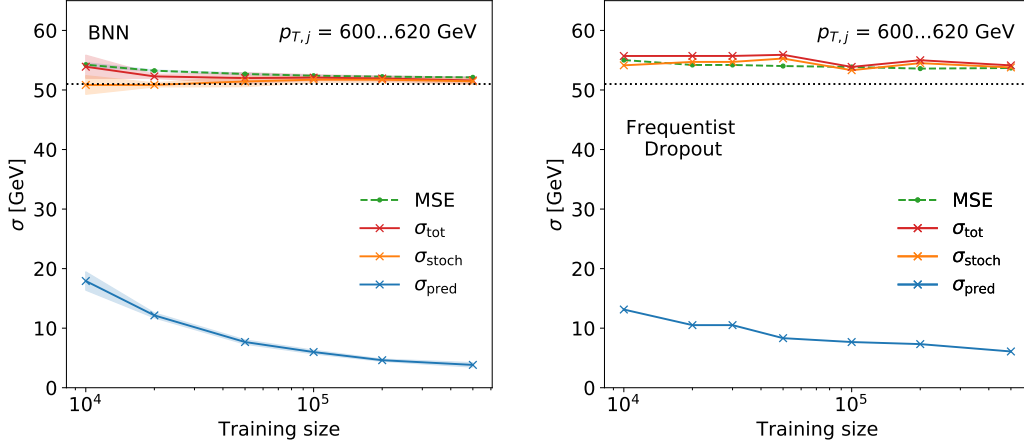 BNN
p_{T,j} = 600...620 GeV
60
50
40
30
20
10
0
σ [GeV]
MSE
σ_tot
σ_stoch
σ_pred
10^4
10^5
Training size
p_{T,j} = 600...620 GeV
Frequentist
Dropout
60
50
40
30
20
10
0
σ [GeV]
MSE
σ_tot
σ_stoch
σ_pred
10^4
10^5
Training size